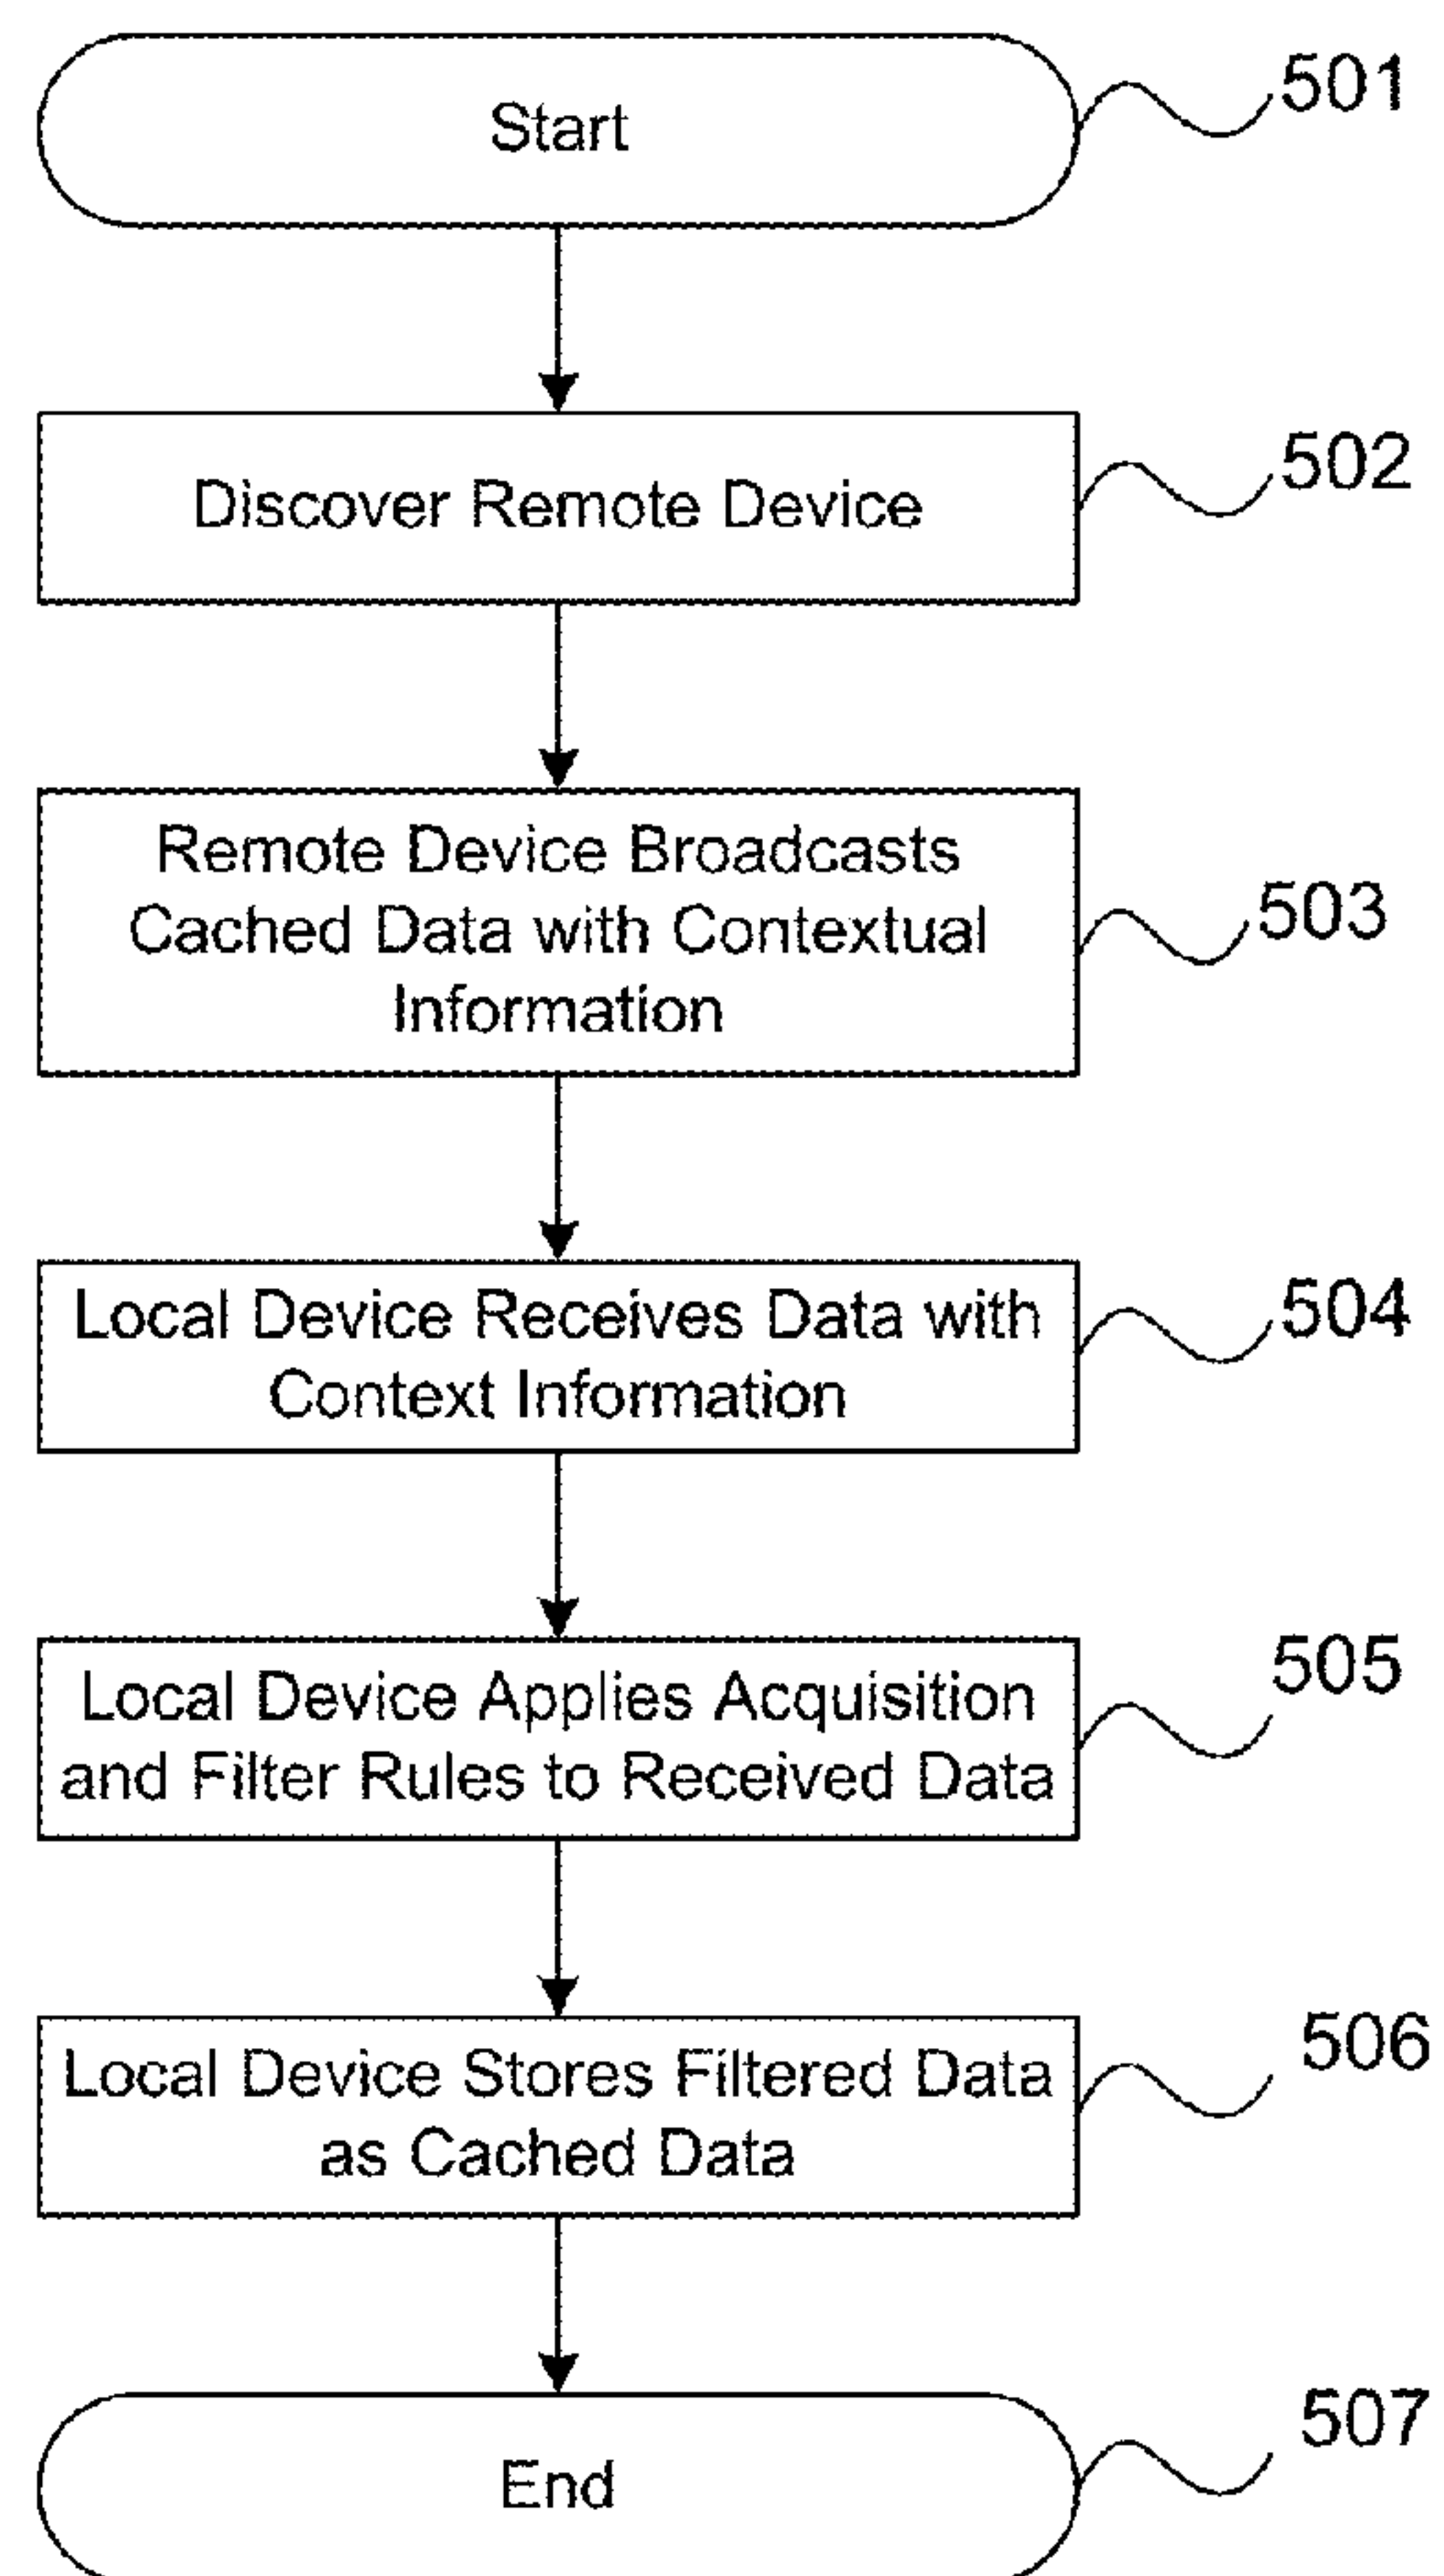 Start
501
Discover Remote Device
502
Remote Device Broadcasts
Cached Data with Contextual
Information
503
Local Device Receives Data with
Context Information
504
Local Device Applies Acquisition
and Filter Rules to Received Data
505
Local Device Stores Filtered Data
as Cached Data
506
End
507